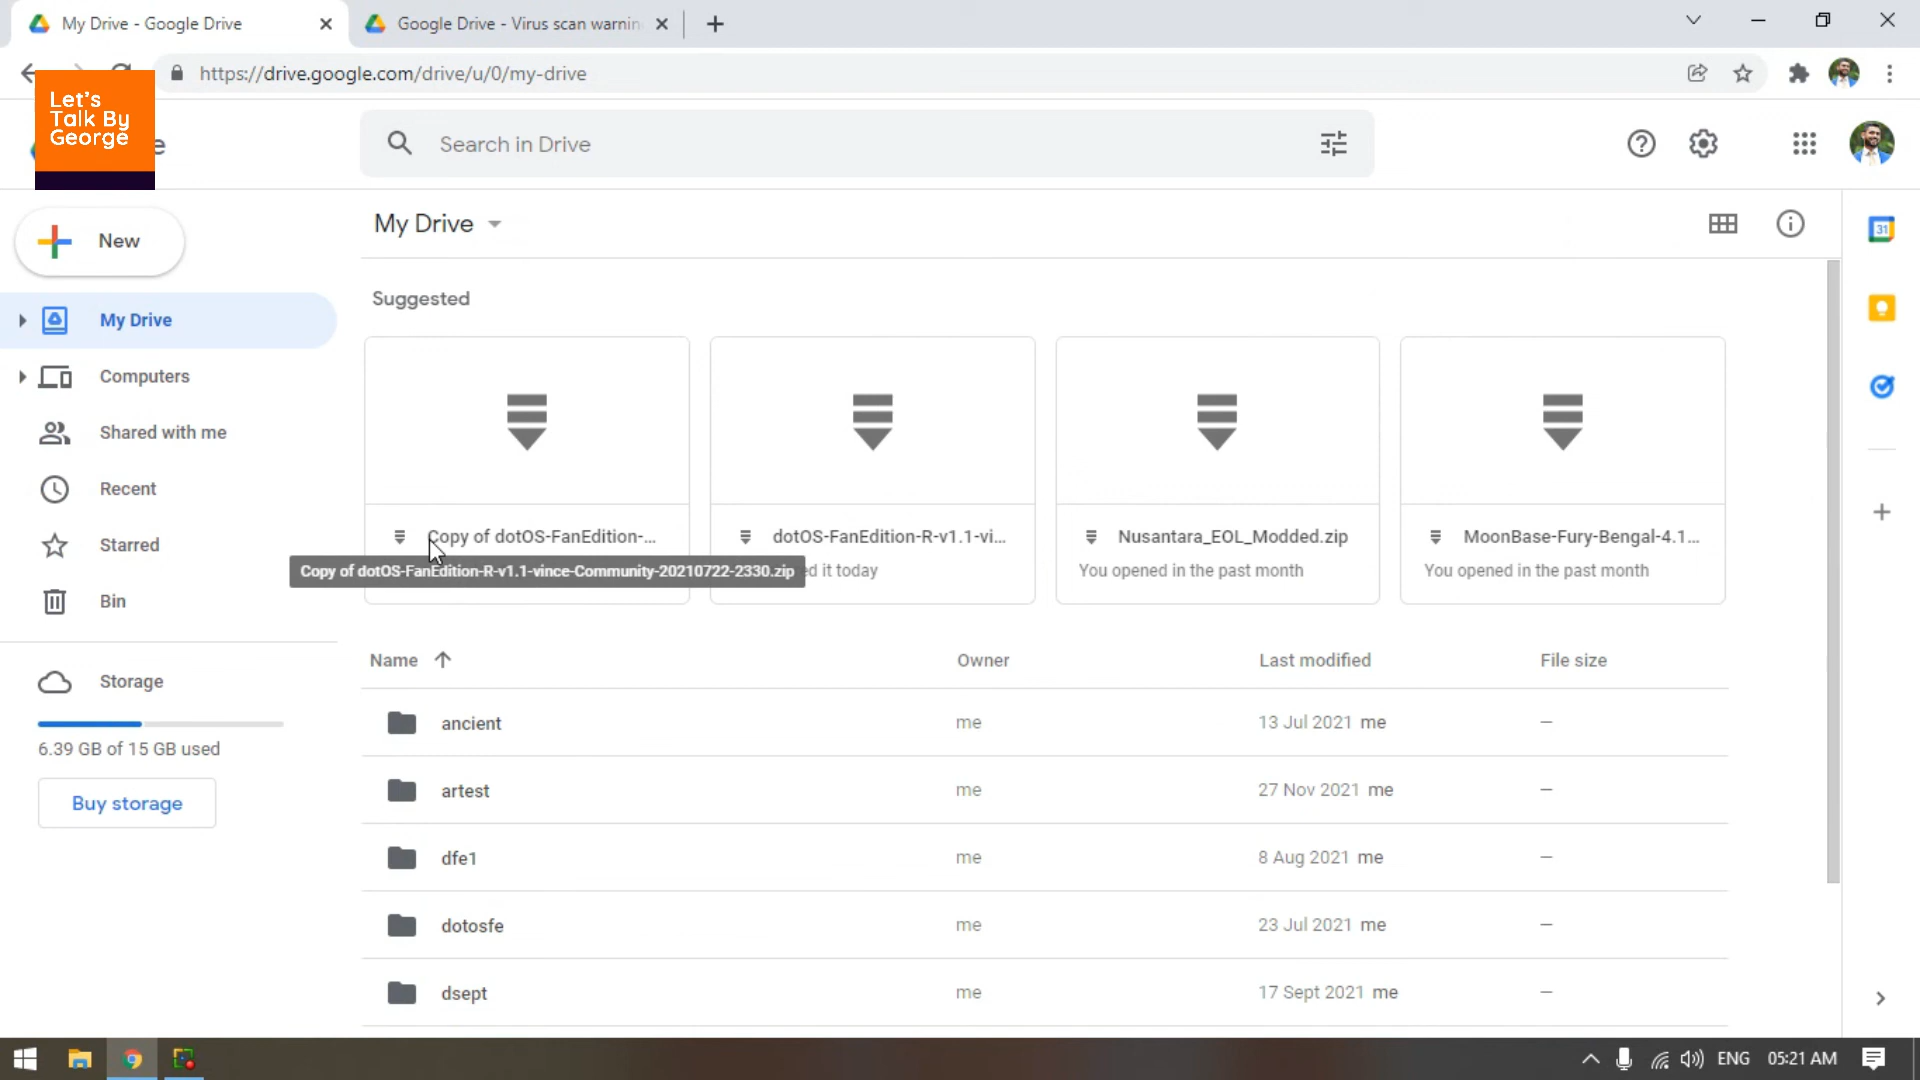 My Drive - Google Drive
Google Drive - Virus scan warnin
https://drive.google.com/drive/u/0/my-drive
Let's
Talk By
George
e
Search in Drive
New
My Drive
Computers
Shared with me
Recent
Starred
Bin
Storage
6.39 GB of 15 GB used
Buy storage
My Drive
Suggested
Copy of dotOS-FanEdition-...
dotOS-FanEdition-R-v1.1-vi...
Nusantara_EOL_Modded.zip
MoonBase-Fury-Bengal-4.1...
Copy of dotOS-FanEdition-R-v1.1-vince-Community-20210722-2330.zip
ed it today
You opened in the past month
You opened in the past month
Name Owner Last modified File size
ancient me 13 Jul 2021 me —
artest me 27 Nov 2021 me —
dfe1 me 8 Aug 2021 me —
dotosfe me 23 Jul 2021 me —
dsept me 17 Sept 2021 me —
31
ENG 05:21 AM